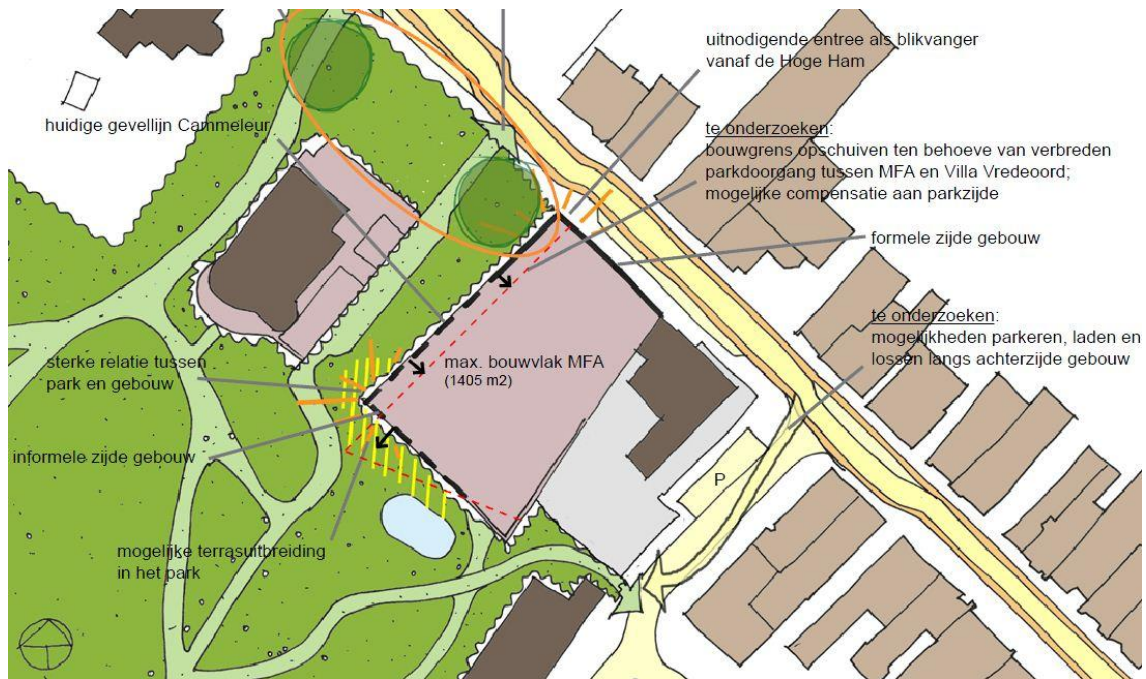 uitnodigende entree als blikvanger
vanaf de Hoge Ham
huidige gevellijn Cammeleur
te onderzoeken:
bouwgrens opschuiven ten behoeve van verbreden
parkdoorgang tussen MFA en Villa Vredeoord;
mogelijke compensatie aan parkzijde
formele zijde gebouw
te onderzoeken:
mogelijkheden parkeren, laden en
lossen langs achterzijde gebouw
sterke relatie tussen
park en gebouw
max. bouwvlak MFA
(1405 m2)
informele zijde gebouw
P
mogelijke terrasuitbreiding
in het park